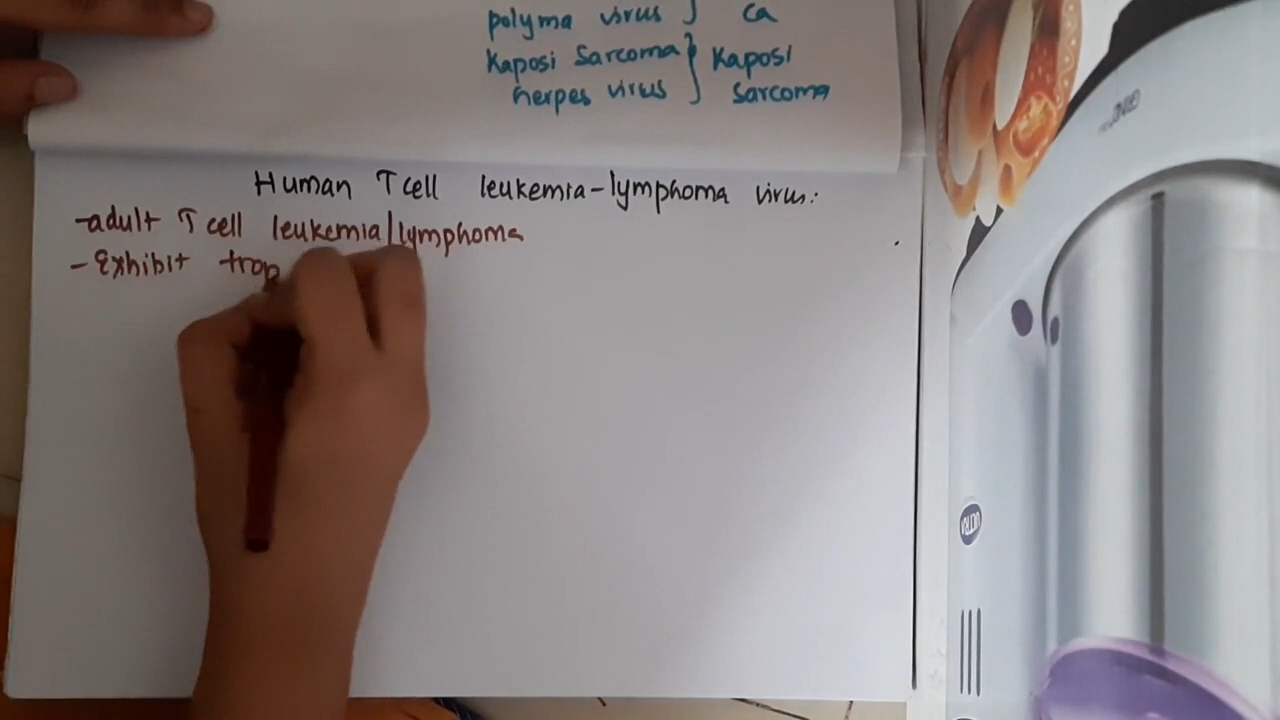 polyma virus } ca
Kaposi Sarcoma } Kaposi
herpes virus } Sarcoma
Human T cell leukemia-lymphoma virus:
-adult T cell leukemia/lymphoma
- Exhibit trop